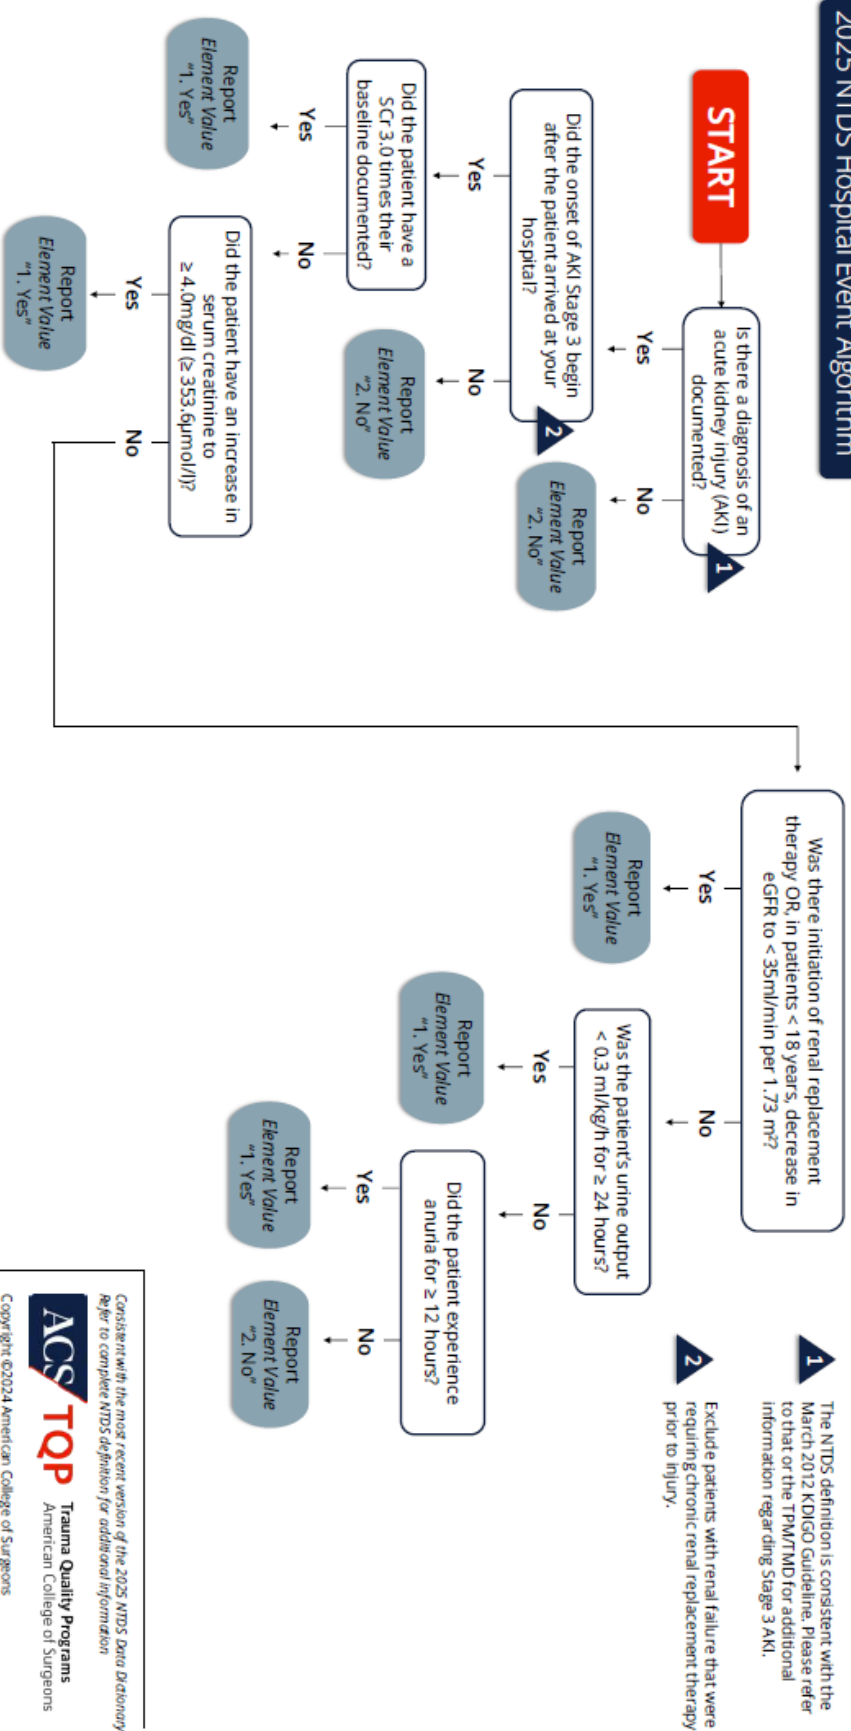 2025 NTDS Hospital Event Algorithm
START
Is there a diagnosis of an
acute kidney injury (AKI)
documented?
1
Yes
No
Did the onset of AKI Stage 3 begin
after the patient arrived at your
hospital?
2
Report
Element Value
"2. No"
Yes
No
Did the patient have a
SCr 3.0 times their
baseline documented?
Report
Element Value
"2. No"
Yes
No
Report
Element Value
"1. Yes"
Did the patient have an increase in
serum creatinine to
≥ 4.0mg/dl (≥ 353.6µmol/l)?
Yes
No
Report
Element Value
"1. Yes"
Was there initiation of renal replacement
therapy OR, in patients < 18 years, decrease in
eGFR to < 35ml/min per 1.73 m²?
Yes
No
Report
Element Value
"1. Yes"
Was the patient's urine output
< 0.3 ml/kg/h for ≥ 24 hours?
Yes
No
Report
Element Value
"1. Yes"
Did the patient experience
anuria for ≥ 12 hours?
Yes
No
Report
Element Value
"1. Yes"
Report
Element Value
"2. No"
1
The NTDS definition is consistent with the
March 2012 KDIGO Guideline. Please refer
to that or the TPM/TMD for additional
information regarding Stage 3 AKI.
2
Exclude patients with renal failure that were
requiring chronic renal replacement therapy
prior to injury.
Consistent with the most recent version of the 2025 NTDS Data Dictionary
Refer to complete NTDS definition for additional information
ACS TQP
Trauma Quality Programs
American College of Surgeons
Copyright ©2024 American College of Surgeons